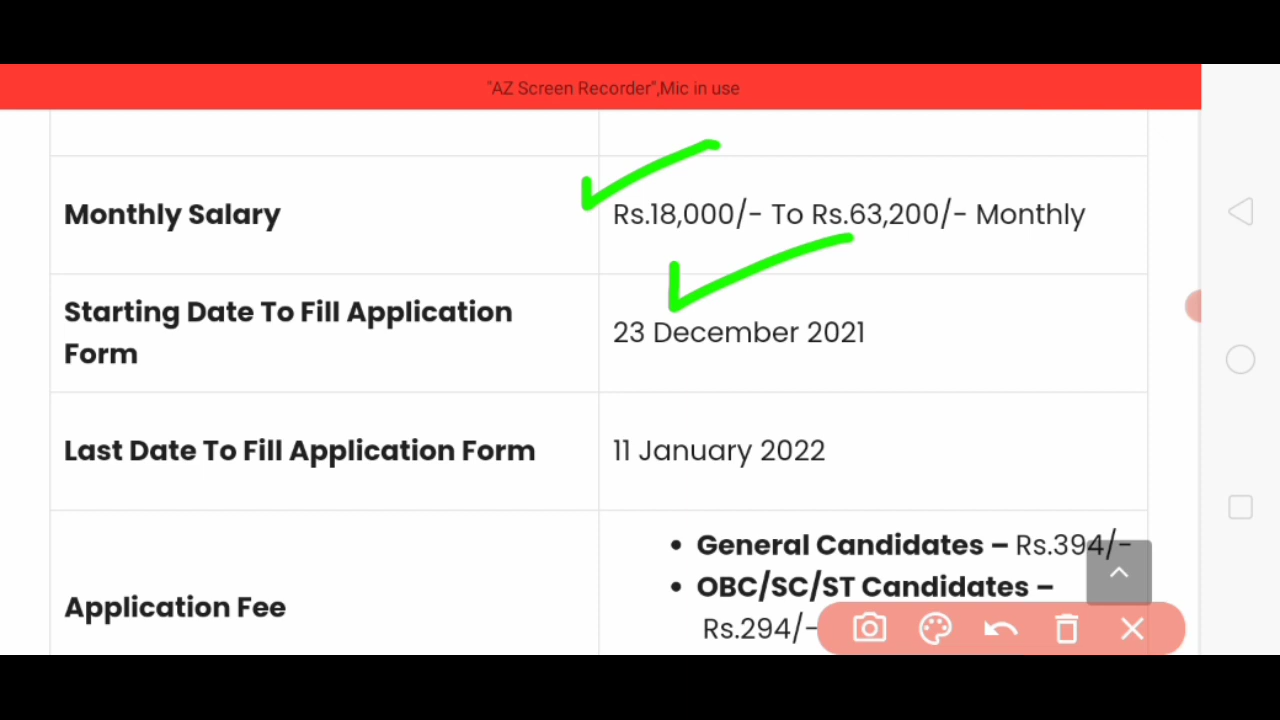 "AZ Screen Recorder",Mic in use
Monthly Salary
Rs.18,000/- To Rs.63,200/- Monthly
Starting Date To Fill Application
Form
23 December 2021
Last Date To Fill Application Form
11 January 2022
Application Fee
• General Candidates – Rs.394/-
• OBC/SC/ST Candidates –
Rs.294/-